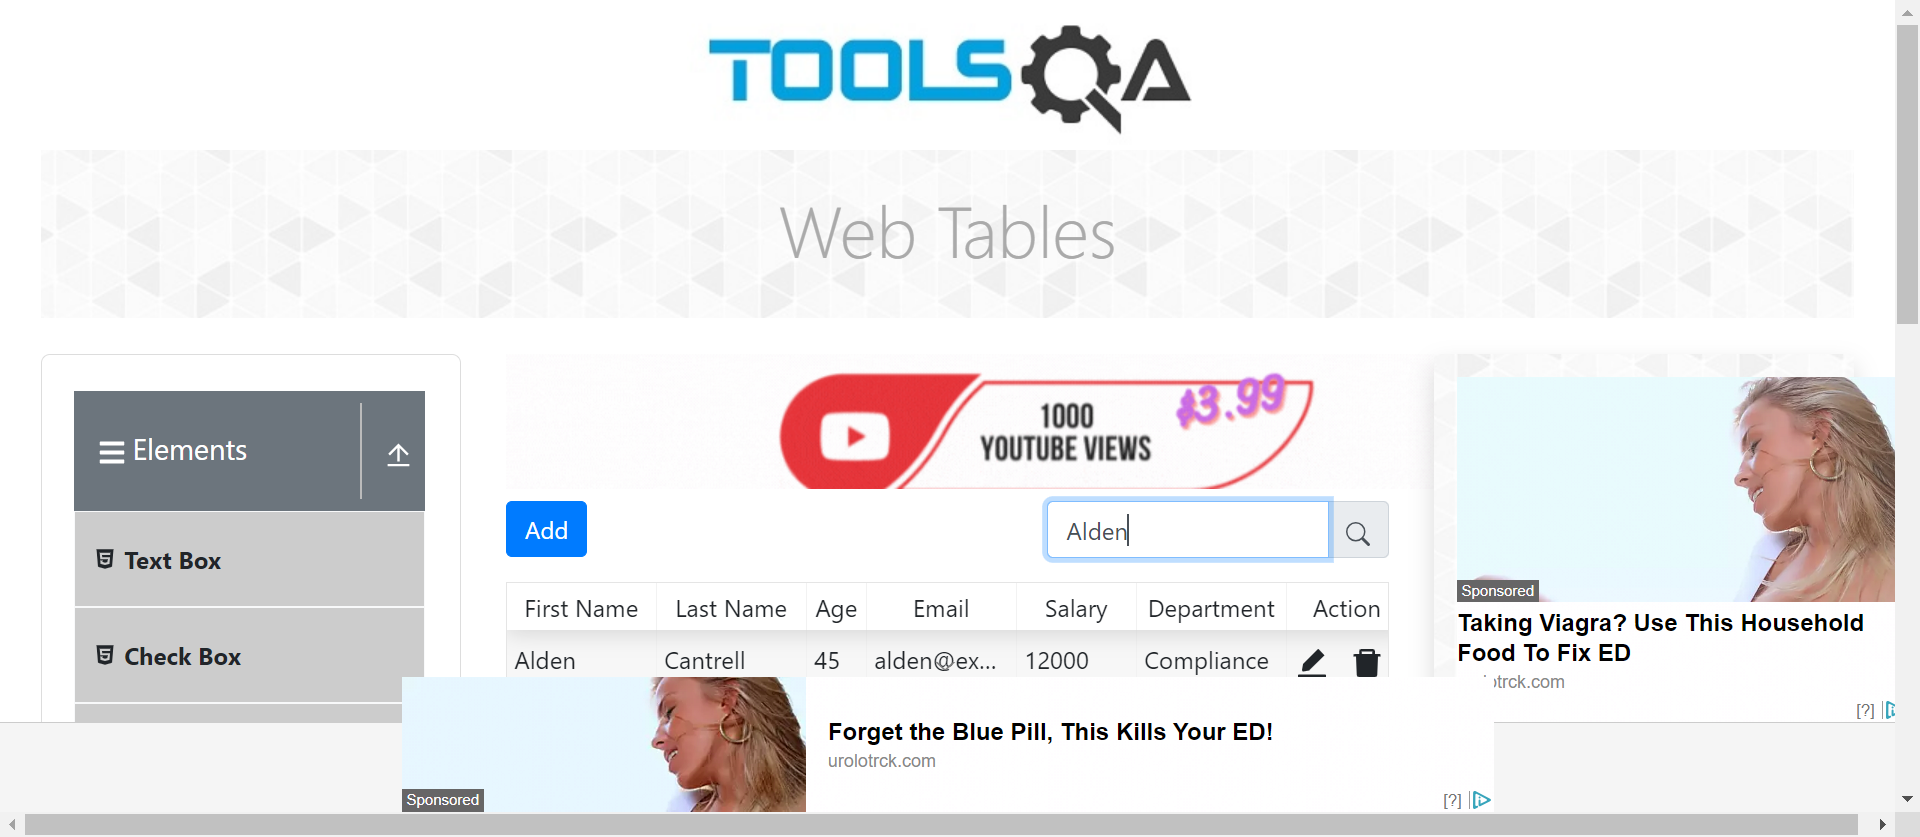 TOOLSQA
Web Tables
Elements
Text Box
Check Box
1000
YOUTUBE VIEWS
$3.99
Add
Alden
First Name Last Name Age Email Salary Department Action
Alden Cantrell 45 alden@ex... 12000 Compliance
Sponsored
Taking Viagra? Use This Household
Food To Fix ED
lotrck.com
[?]
Forget the Blue Pill, This Kills Your ED!
urolotrck.com
Sponsored
[?]